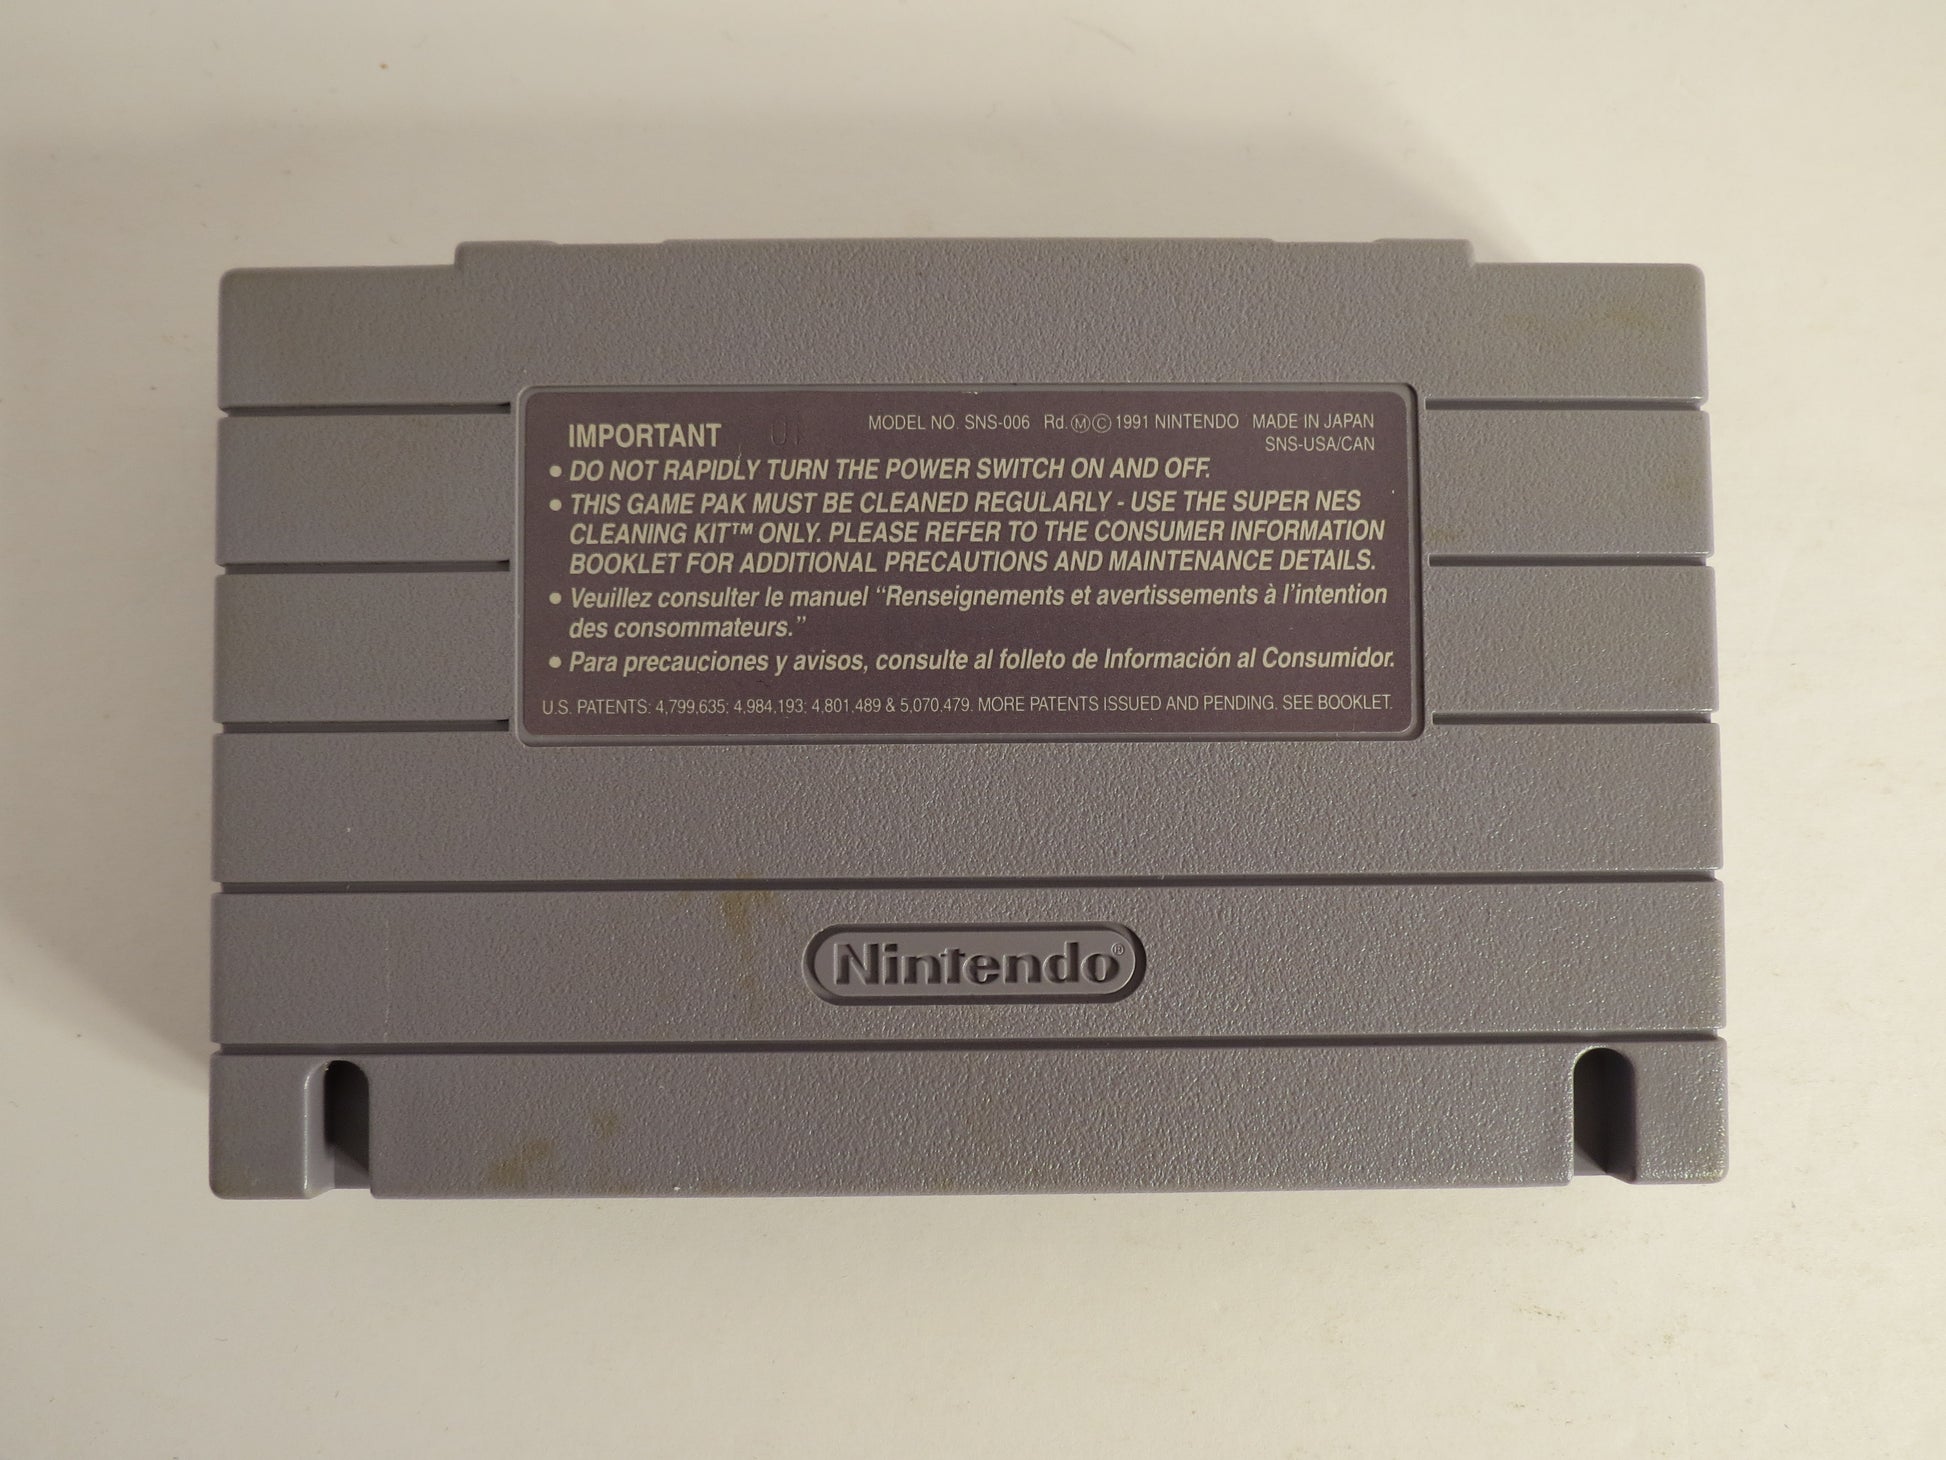 IMPORTANT
MODEL NO. SNS-006 Rd.ⓂⒸ 1991 NINTENDO MADE IN JAPAN
SNS-USA/CAN
• DO NOT RAPIDLY TURN THE POWER SWITCH ON AND OFF.
• THIS GAME PAK MUST BE CLEANED REGULARLY - USE THE SUPER NES
CLEANING KIT™ ONLY. PLEASE REFER TO THE CONSUMER INFORMATION
BOOKLET FOR ADDITIONAL PRECAUTIONS AND MAINTENANCE DETAILS.
• Veuillez consulter le manuel “Renseignements et avertissements à l’intention
des consommateurs.”
• Para precauciones y avisos, consulte al folleto de Información al Consumidor.
U.S. PATENTS: 4,799,635; 4,984,193; 4,801,489 & 5,070,479. MORE PATENTS ISSUED AND PENDING. SEE BOOKLET.
Nintendo®